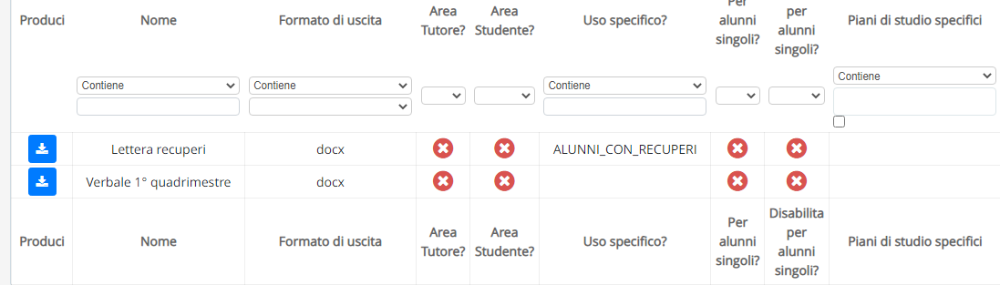 Produci Nome Formato di uscita Area Tutore? Area Studente? Uso specifico? Per alunni singoli? per alunni singoli? Piani di studio specifici
Contiene Contiene Contiene Contiene
Lettera recuperi docx ALUNNI_CON_RECUPERI
Verbale 1° quadrimestre docx
Produci Nome Formato di uscita Area Tutore? Area Studente? Uso specifico? Per alunni singoli? Disabilita per alunni singoli? Piani di studio specifici